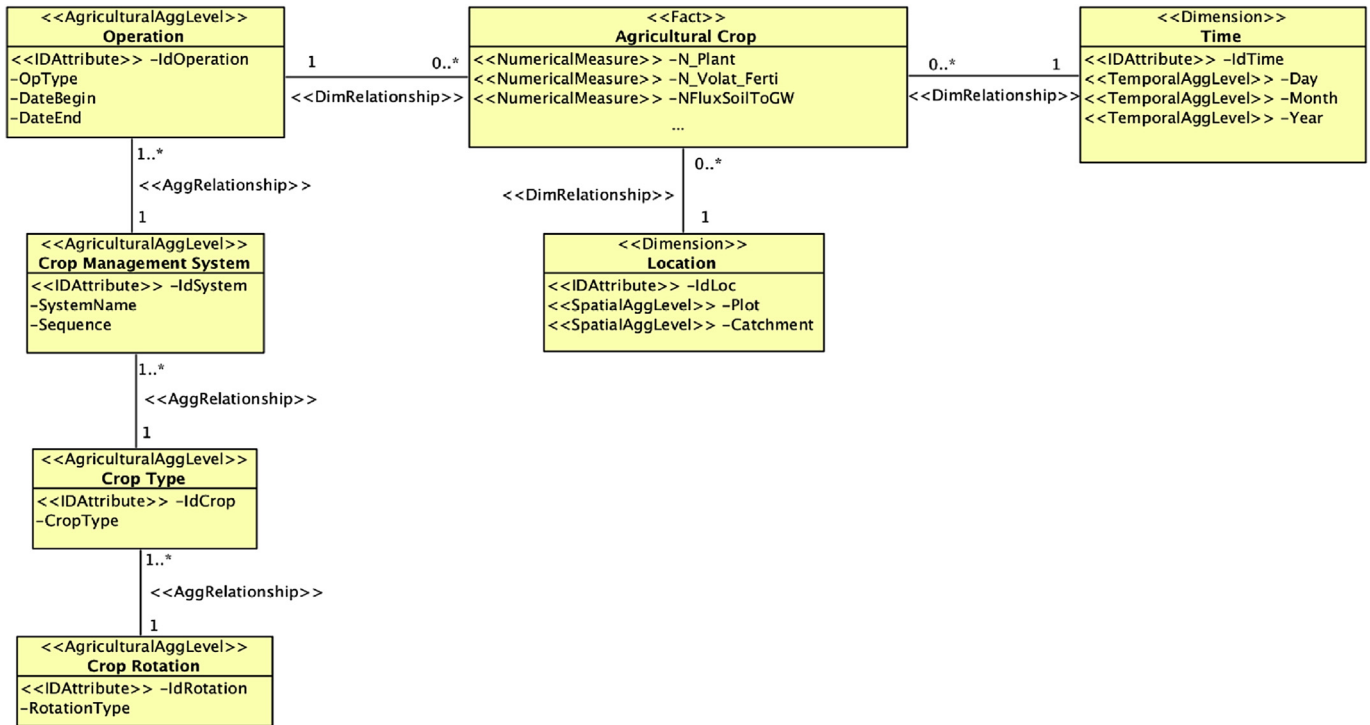 <<AgriculturalAggLevel>>
Operation
<<IDAttribute>> -IdOperation
-OpType
-DateBegin
-DateEnd
1
0..*
<<DimRelationship>>
<<Fact>>
Agricultural Crop
<<NumericalMeasure>> -N_Plant
<<NumericalMeasure>> -N_Volat_Ferti
<<NumericalMeasure>> -NFluxSoilToGW
...
0..*
1
<<DimRelationship>>
<<Dimension>>
Time
<<IDAttribute>> -IdTime
<<TemporalAggLevel>> -Day
<<TemporalAggLevel>> -Month
<<TemporalAggLevel>> -Year
1..*
<<AggRelationship>>
1
0..*
<<DimRelationship>>
1
<<AgriculturalAggLevel>>
Crop Management System
<<IDAttribute>> -IdSystem
-SystemName
-Sequence
<<Dimension>>
Location
<<IDAttribute>> -IdLoc
<<SpatialAggLevel>> -Plot
<<SpatialAggLevel>> -Catchment
1..*
<<AggRelationship>>
1
<<AgriculturalAggLevel>>
Crop Type
<<IDAttribute>> -IdCrop
-CropType
1..*
<<AggRelationship>>
1
<<AgriculturalAggLevel>>
Crop Rotation
<<IDAttribute>> -IdRotation
-RotationType